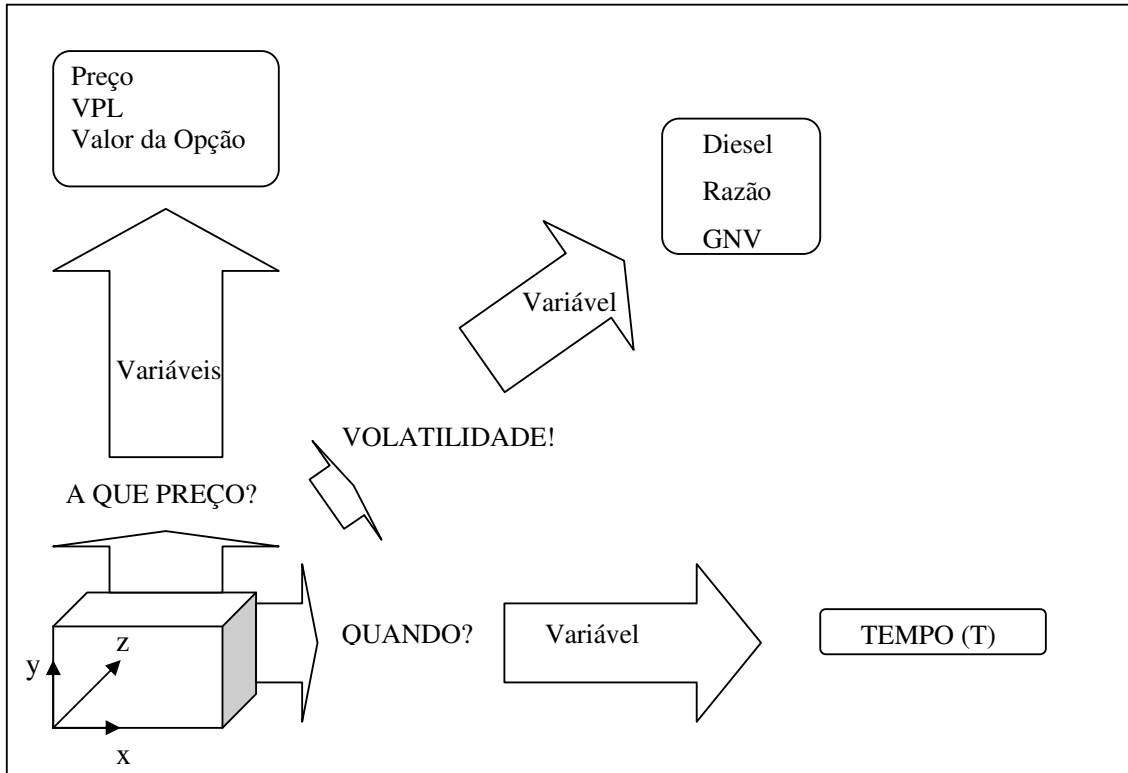 Preço
VPL
Valor da Opção
Diesel
Razão
GNV
Variável
Variáveis
VOLATILIDADE!
A QUE PREÇO?
QUANDO?
Variável
TEMPO (T)
z
y
x